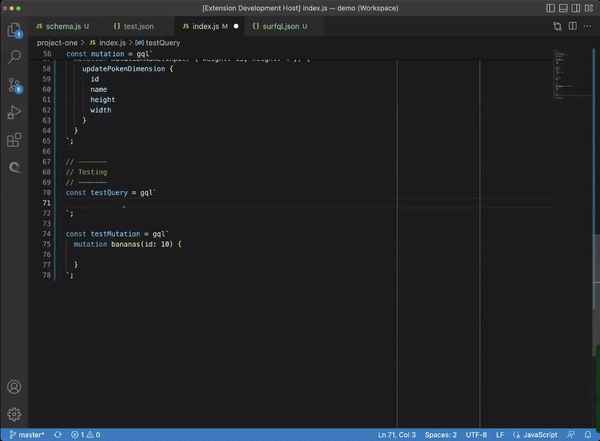 [Extension Development Host] index.js — demo (Workspace)
JS schema.js U
{} test.json
JS index.js
{} surfql.json U
project-one > JS index.js > testQuery
56 const mutation = gql`
58 updatePokenDimension {
59 id
60 name
61 height
62 width
63 }
64 }
65 `;
66
67 // ———————
68 // Testing
69 // ———————
70 const testQuery = gql`
71
72 `;
73
74 const testMutation = gql`
75 mutation bananas(id: 10) {
76
77 }
78 `;
1
5
master* 1 0 Ln 71, Col 3 Spaces: 2 UTF-8 LF {} JavaScript